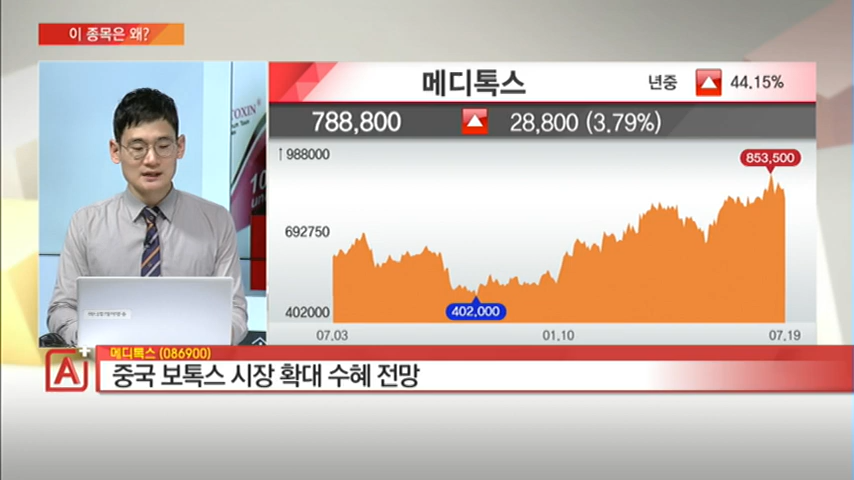 이 종목은 왜?
TOXIN®
10
메디톡스
년중 44.15%
788,800 28,800 (3.79%)
↑988000
853,500
692750
402000
402,000
07.03 01.10 07.19
A+
메디톡스 (086900)
중국 보톡스 시장 확대 수혜 전망